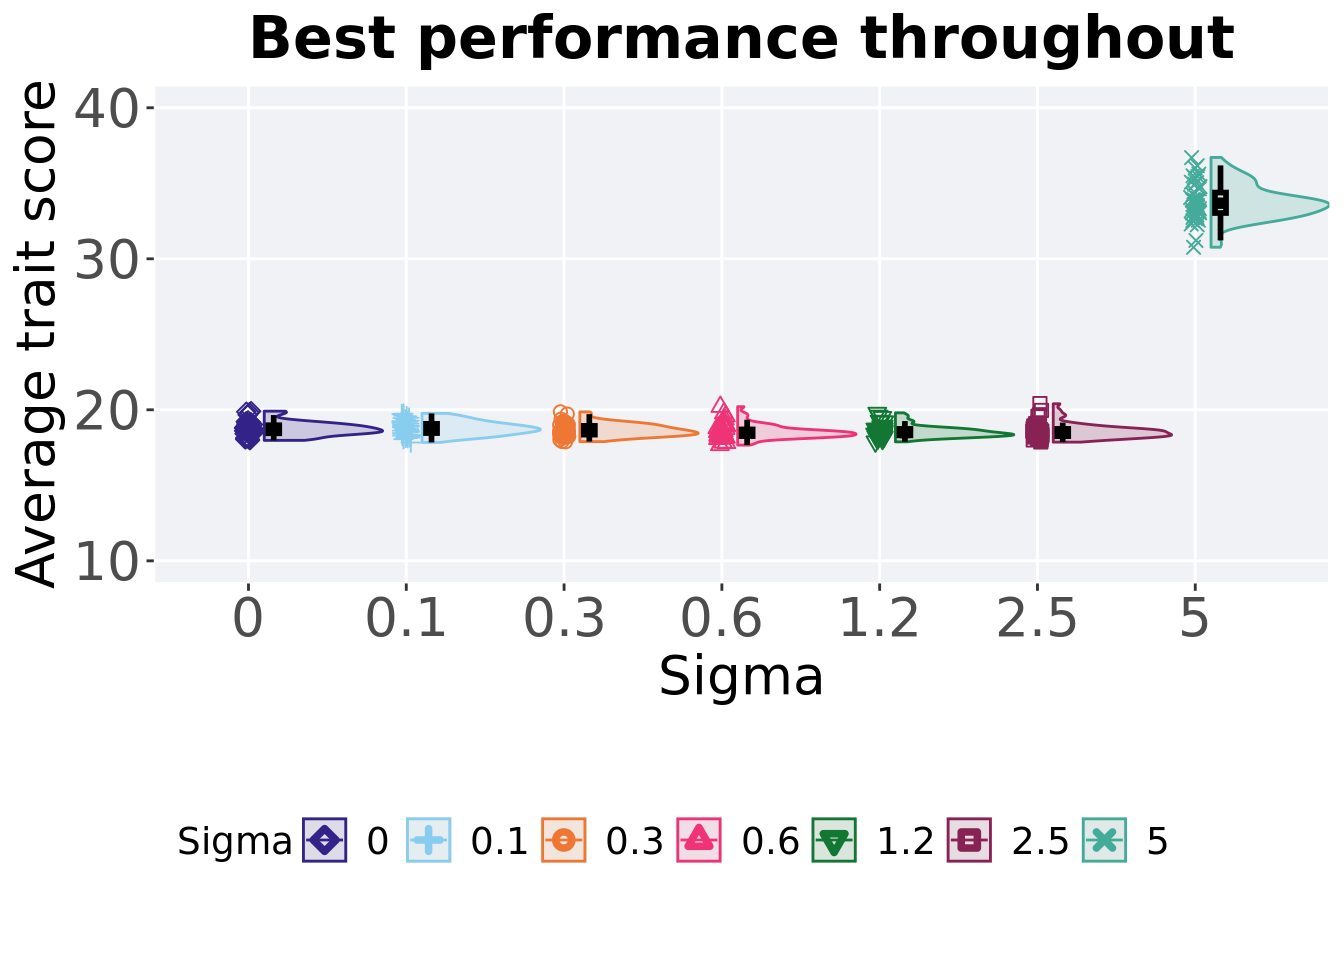 Best performance throughout
Average trait score
40
30
20
10
0 0.1 0.3 0.6 1.2 2.5 5
Sigma
Sigma 0 0.1 0.3 0.6 1.2 2.5 5